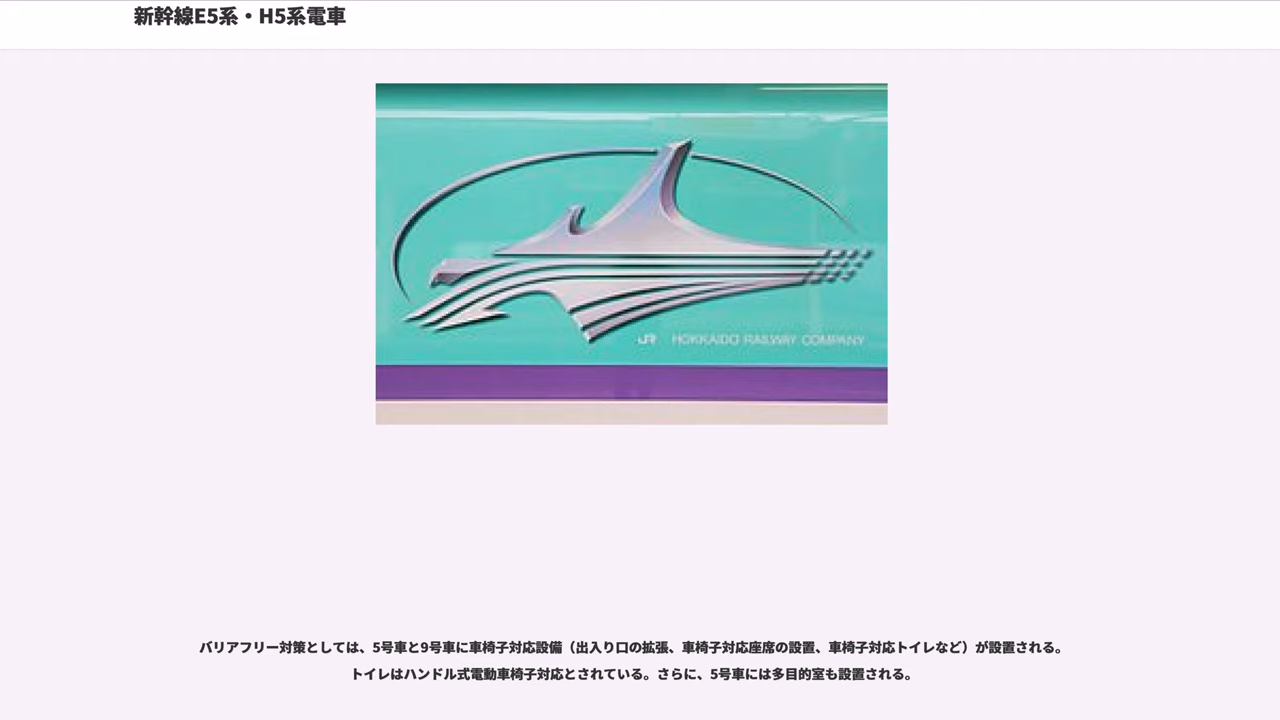 新幹線E5系・H5系電車
JR HOKKAIDO RAILWAY COMPANY
バリアフリー対策としては、5号車と9号車に車椅子対応設備（出入り口の拡張、車椅子対応座席の設置、車椅子対応トイレなど）が設置される。
トイレはハンドル式電動車椅子対応とされている。さらに、5号車には多目的室も設置される。